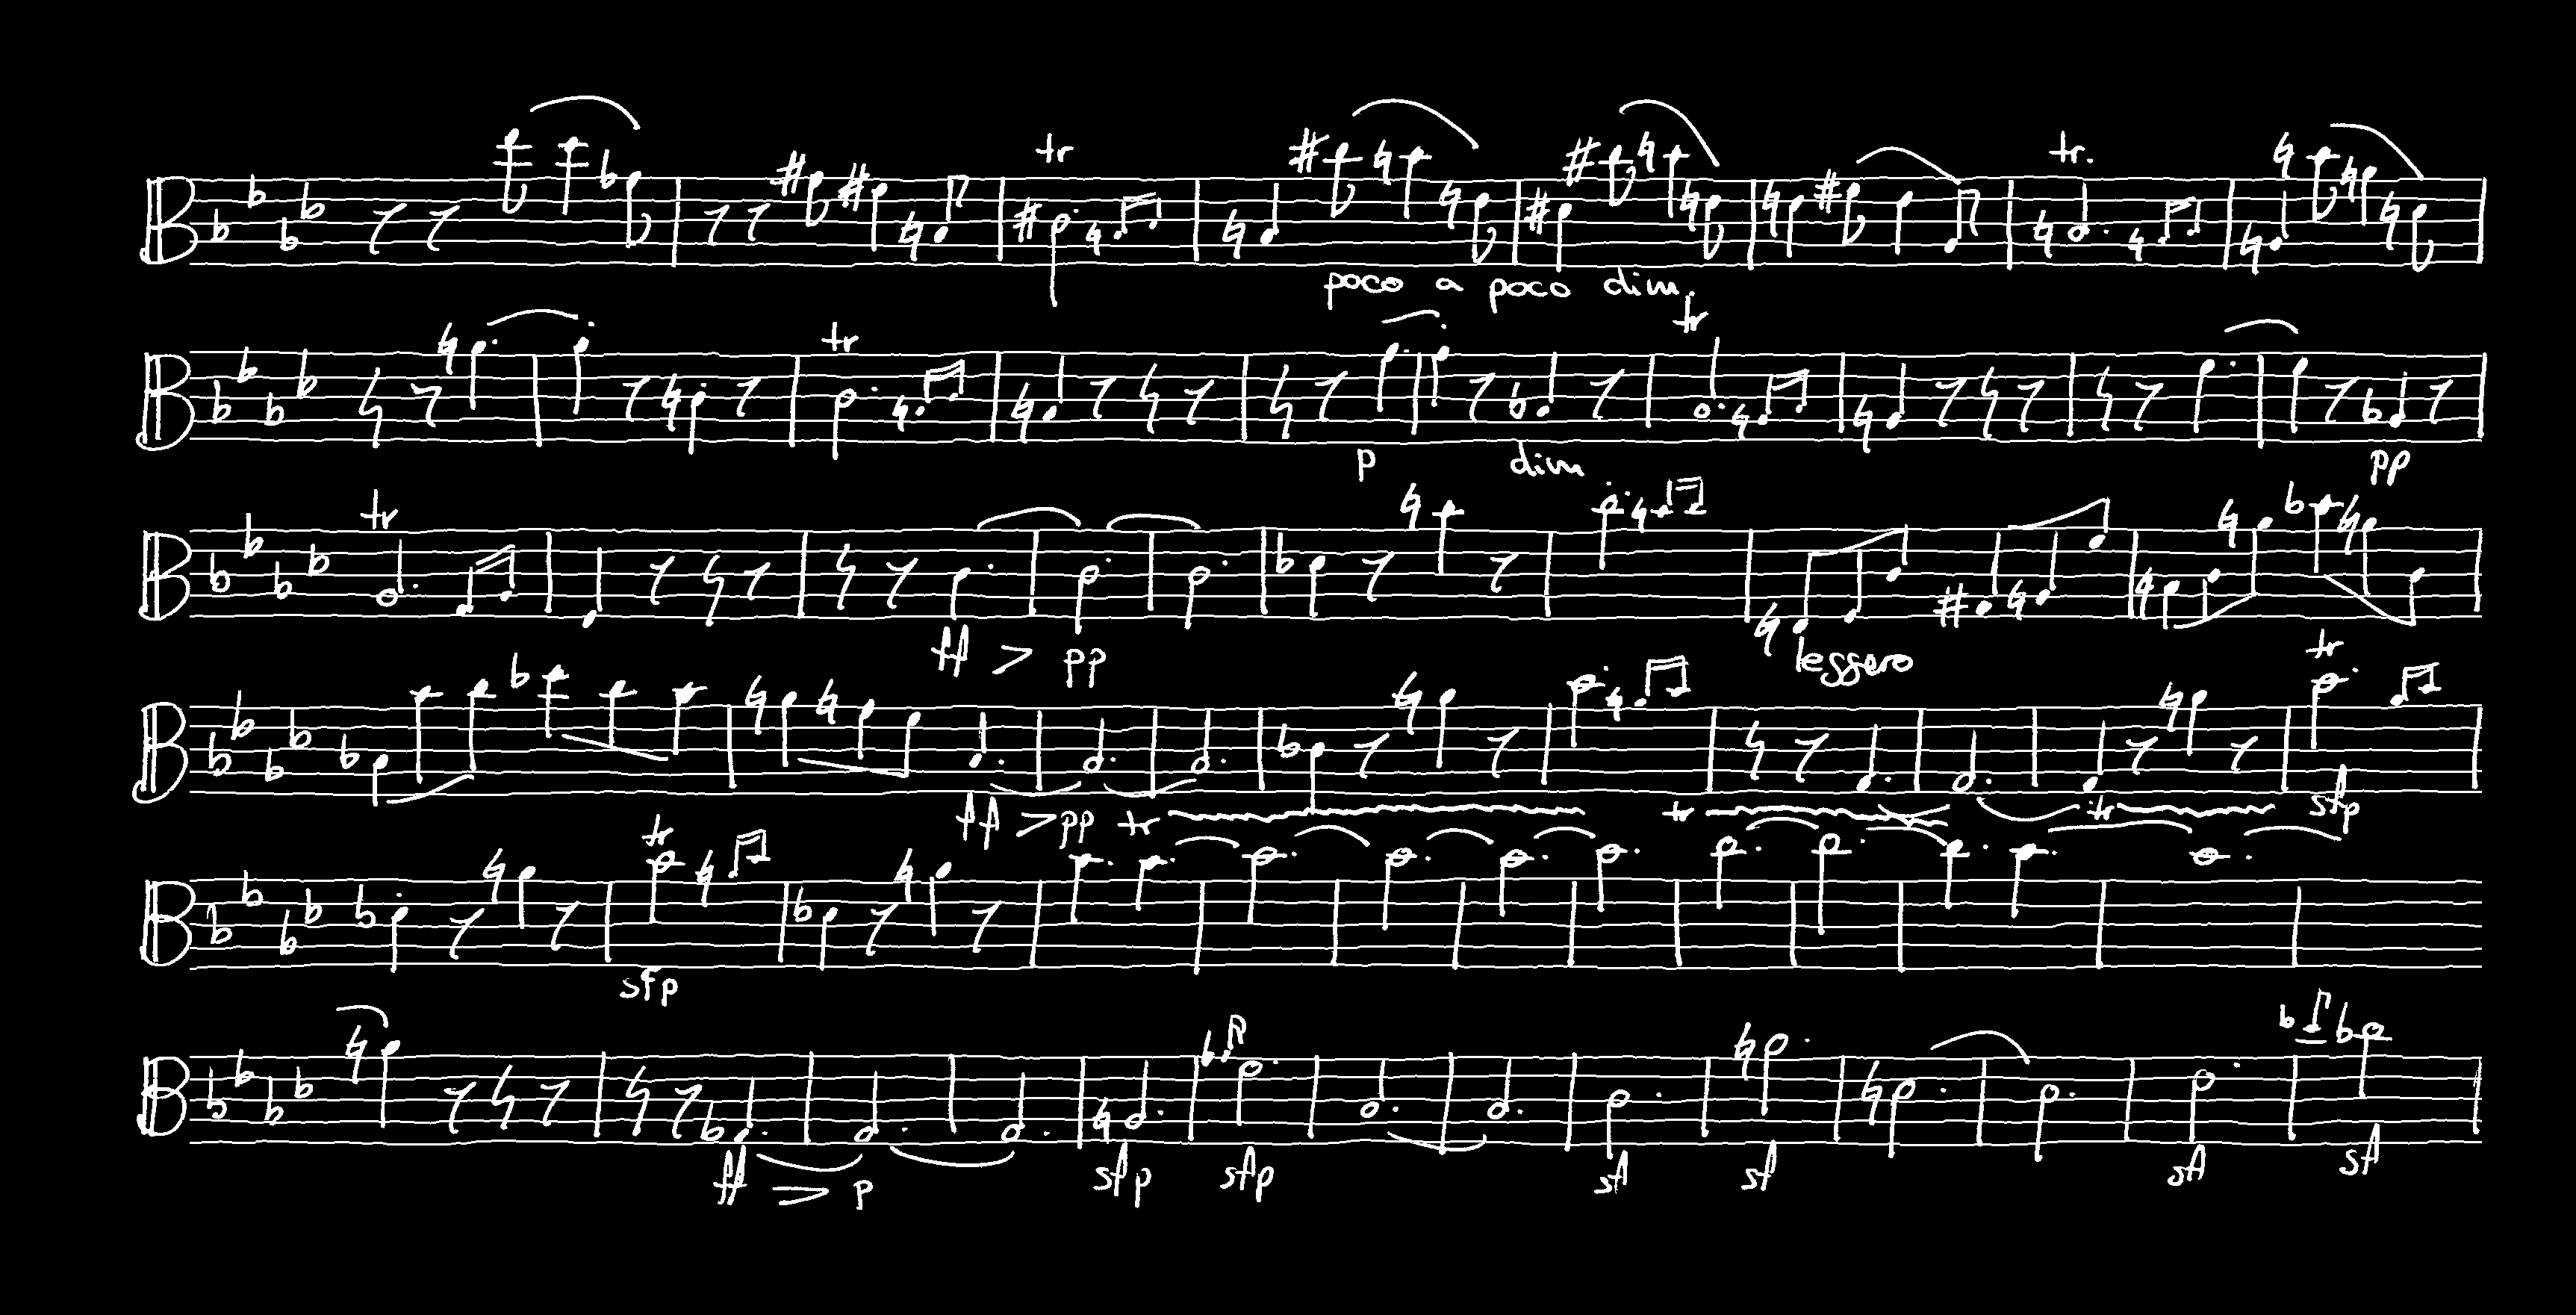 tr tr.
poco a poco dim.
tr tr
p dim pp
tr
ff > pp leggero
tr
ff > pp tr tr tr sfp
tr
sfp
ff > p sfp sfp sf sf sf sf